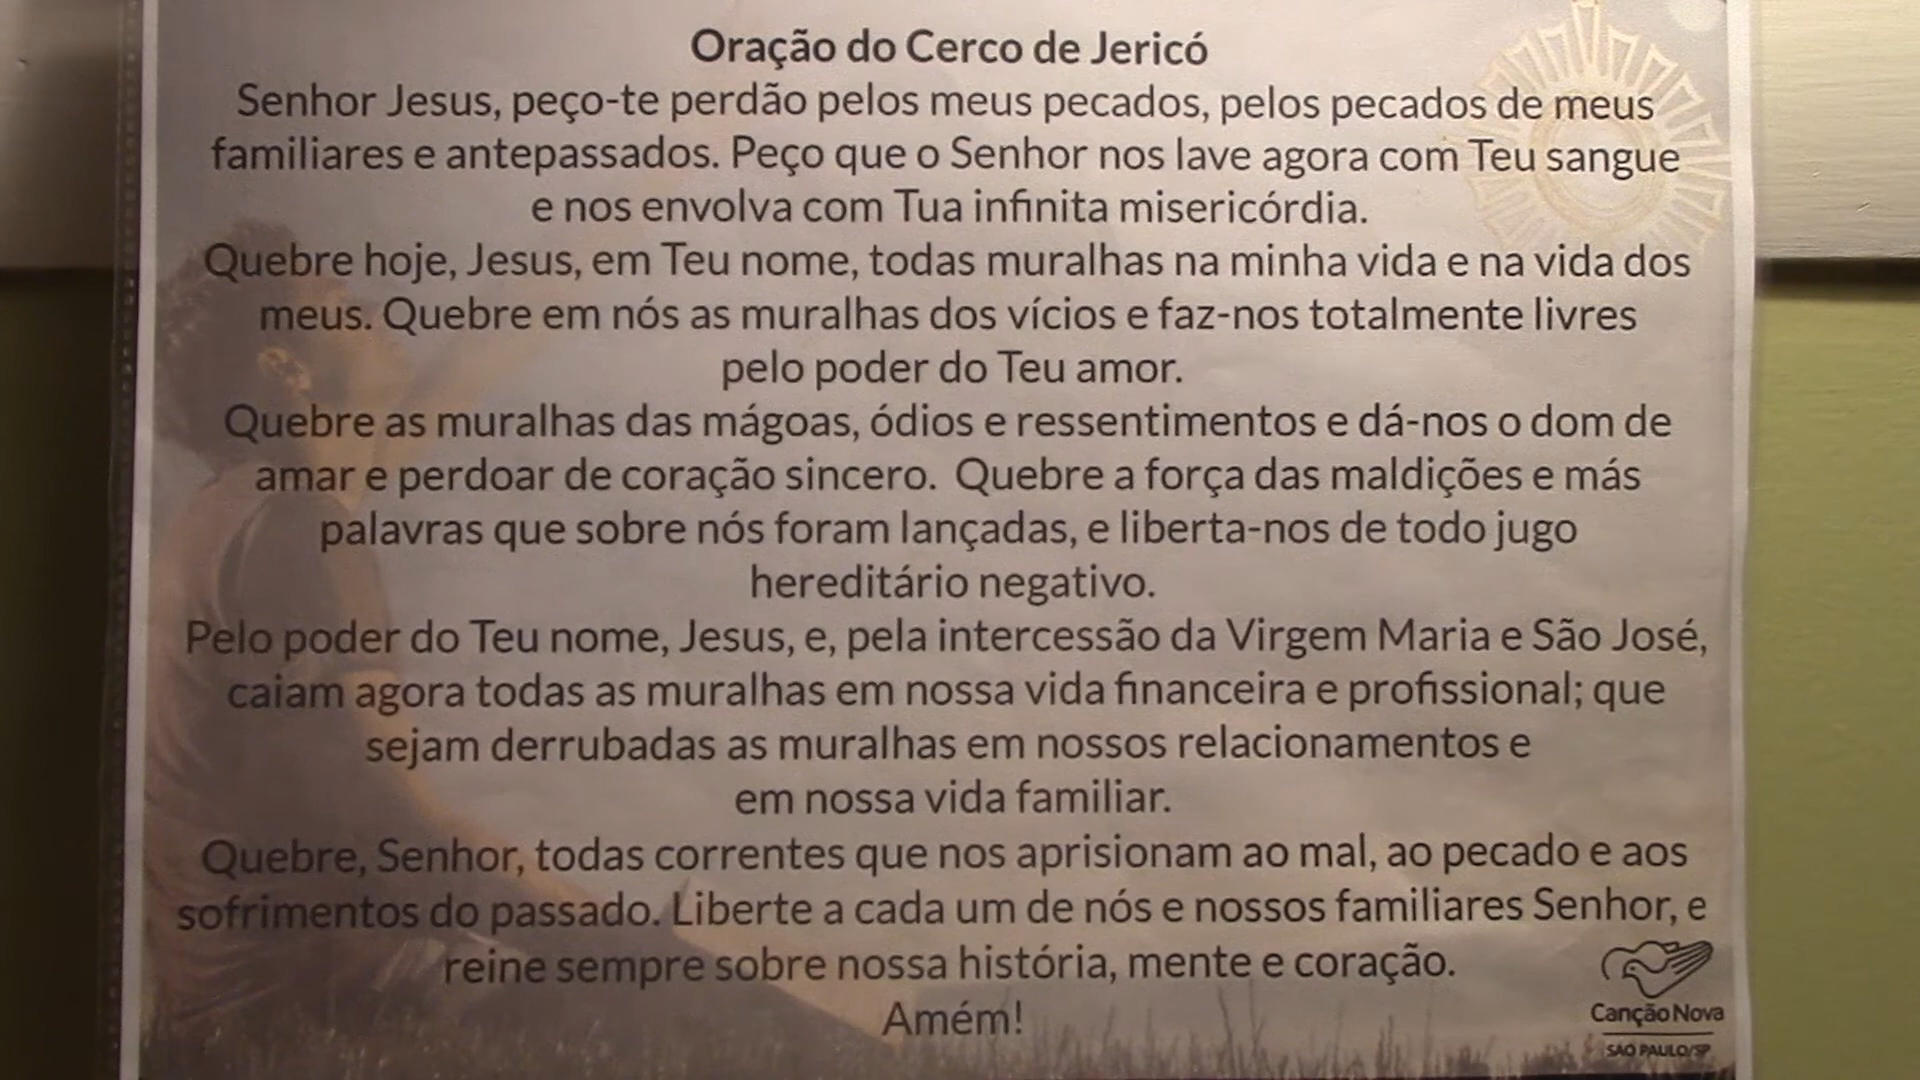 Oração do Cerco de Jericó
Senhor Jesus, peço-te perdão pelos meus pecados, pelos pecados de meus
familiares e antepassados. Peço que o Senhor nos lave agora com Teu sangue
e nos envolva com Tua infinita misericórdia.
Quebre hoje, Jesus, em Teu nome, todas muralhas na minha vida e na vida dos
meus. Quebre em nós as muralhas dos vícios e faz-nos totalmente livres
pelo poder do Teu amor.
Quebre as muralhas das mágoas, ódios e ressentimentos e dá-nos o dom de
amar e perdoar de coração sincero. Quebre a força das maldições e más
palavras que sobre nós foram lançadas, e liberta-nos de todo jugo
hereditário negativo.
Pelo poder do Teu nome, Jesus, e, pela intercessão da Virgem Maria e São José,
caiam agora todas as muralhas em nossa vida financeira e profissional; que
sejam derrubadas as muralhas em nossos relacionamentos e
em nossa vida familiar.
Quebre, Senhor, todas correntes que nos aprisionam ao mal, ao pecado e aos
sofrimentos do passado. Liberte a cada um de nós e nossos familiares Senhor, e
reine sempre sobre nossa história, mente e coração.
Amém!
Canção Nova
SÃO PAULO/SP